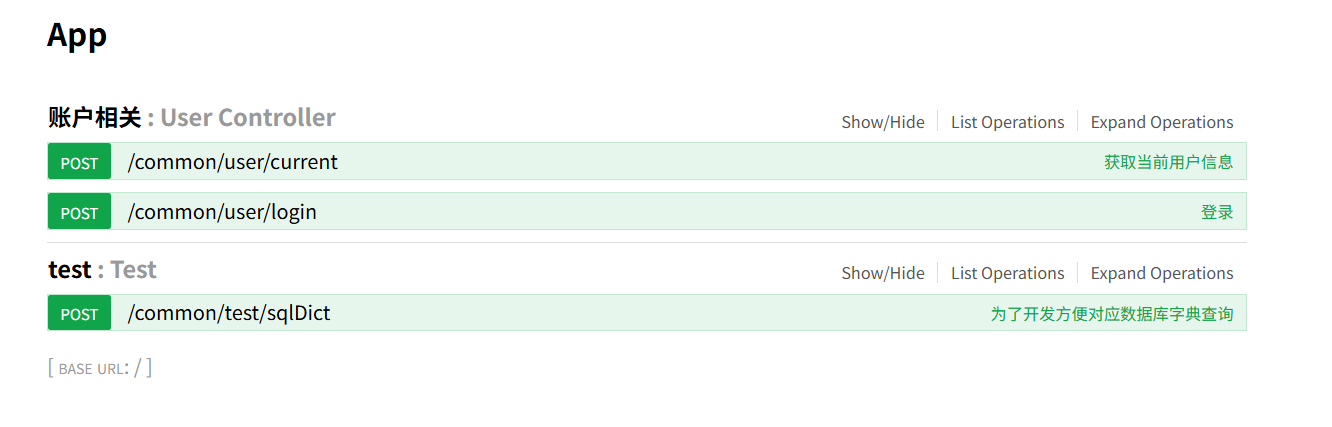 App
账户相关 : User Controller
Show/Hide
List Operations
Expand Operations
POST
/common/user/current
获取当前用户信息
POST
/common/user/login
登录
test : Test
Show/Hide
List Operations
Expand Operations
POST
/common/test/sqlDict
为了开发方便对应数据库字典查询
[ BASE URL: / ]